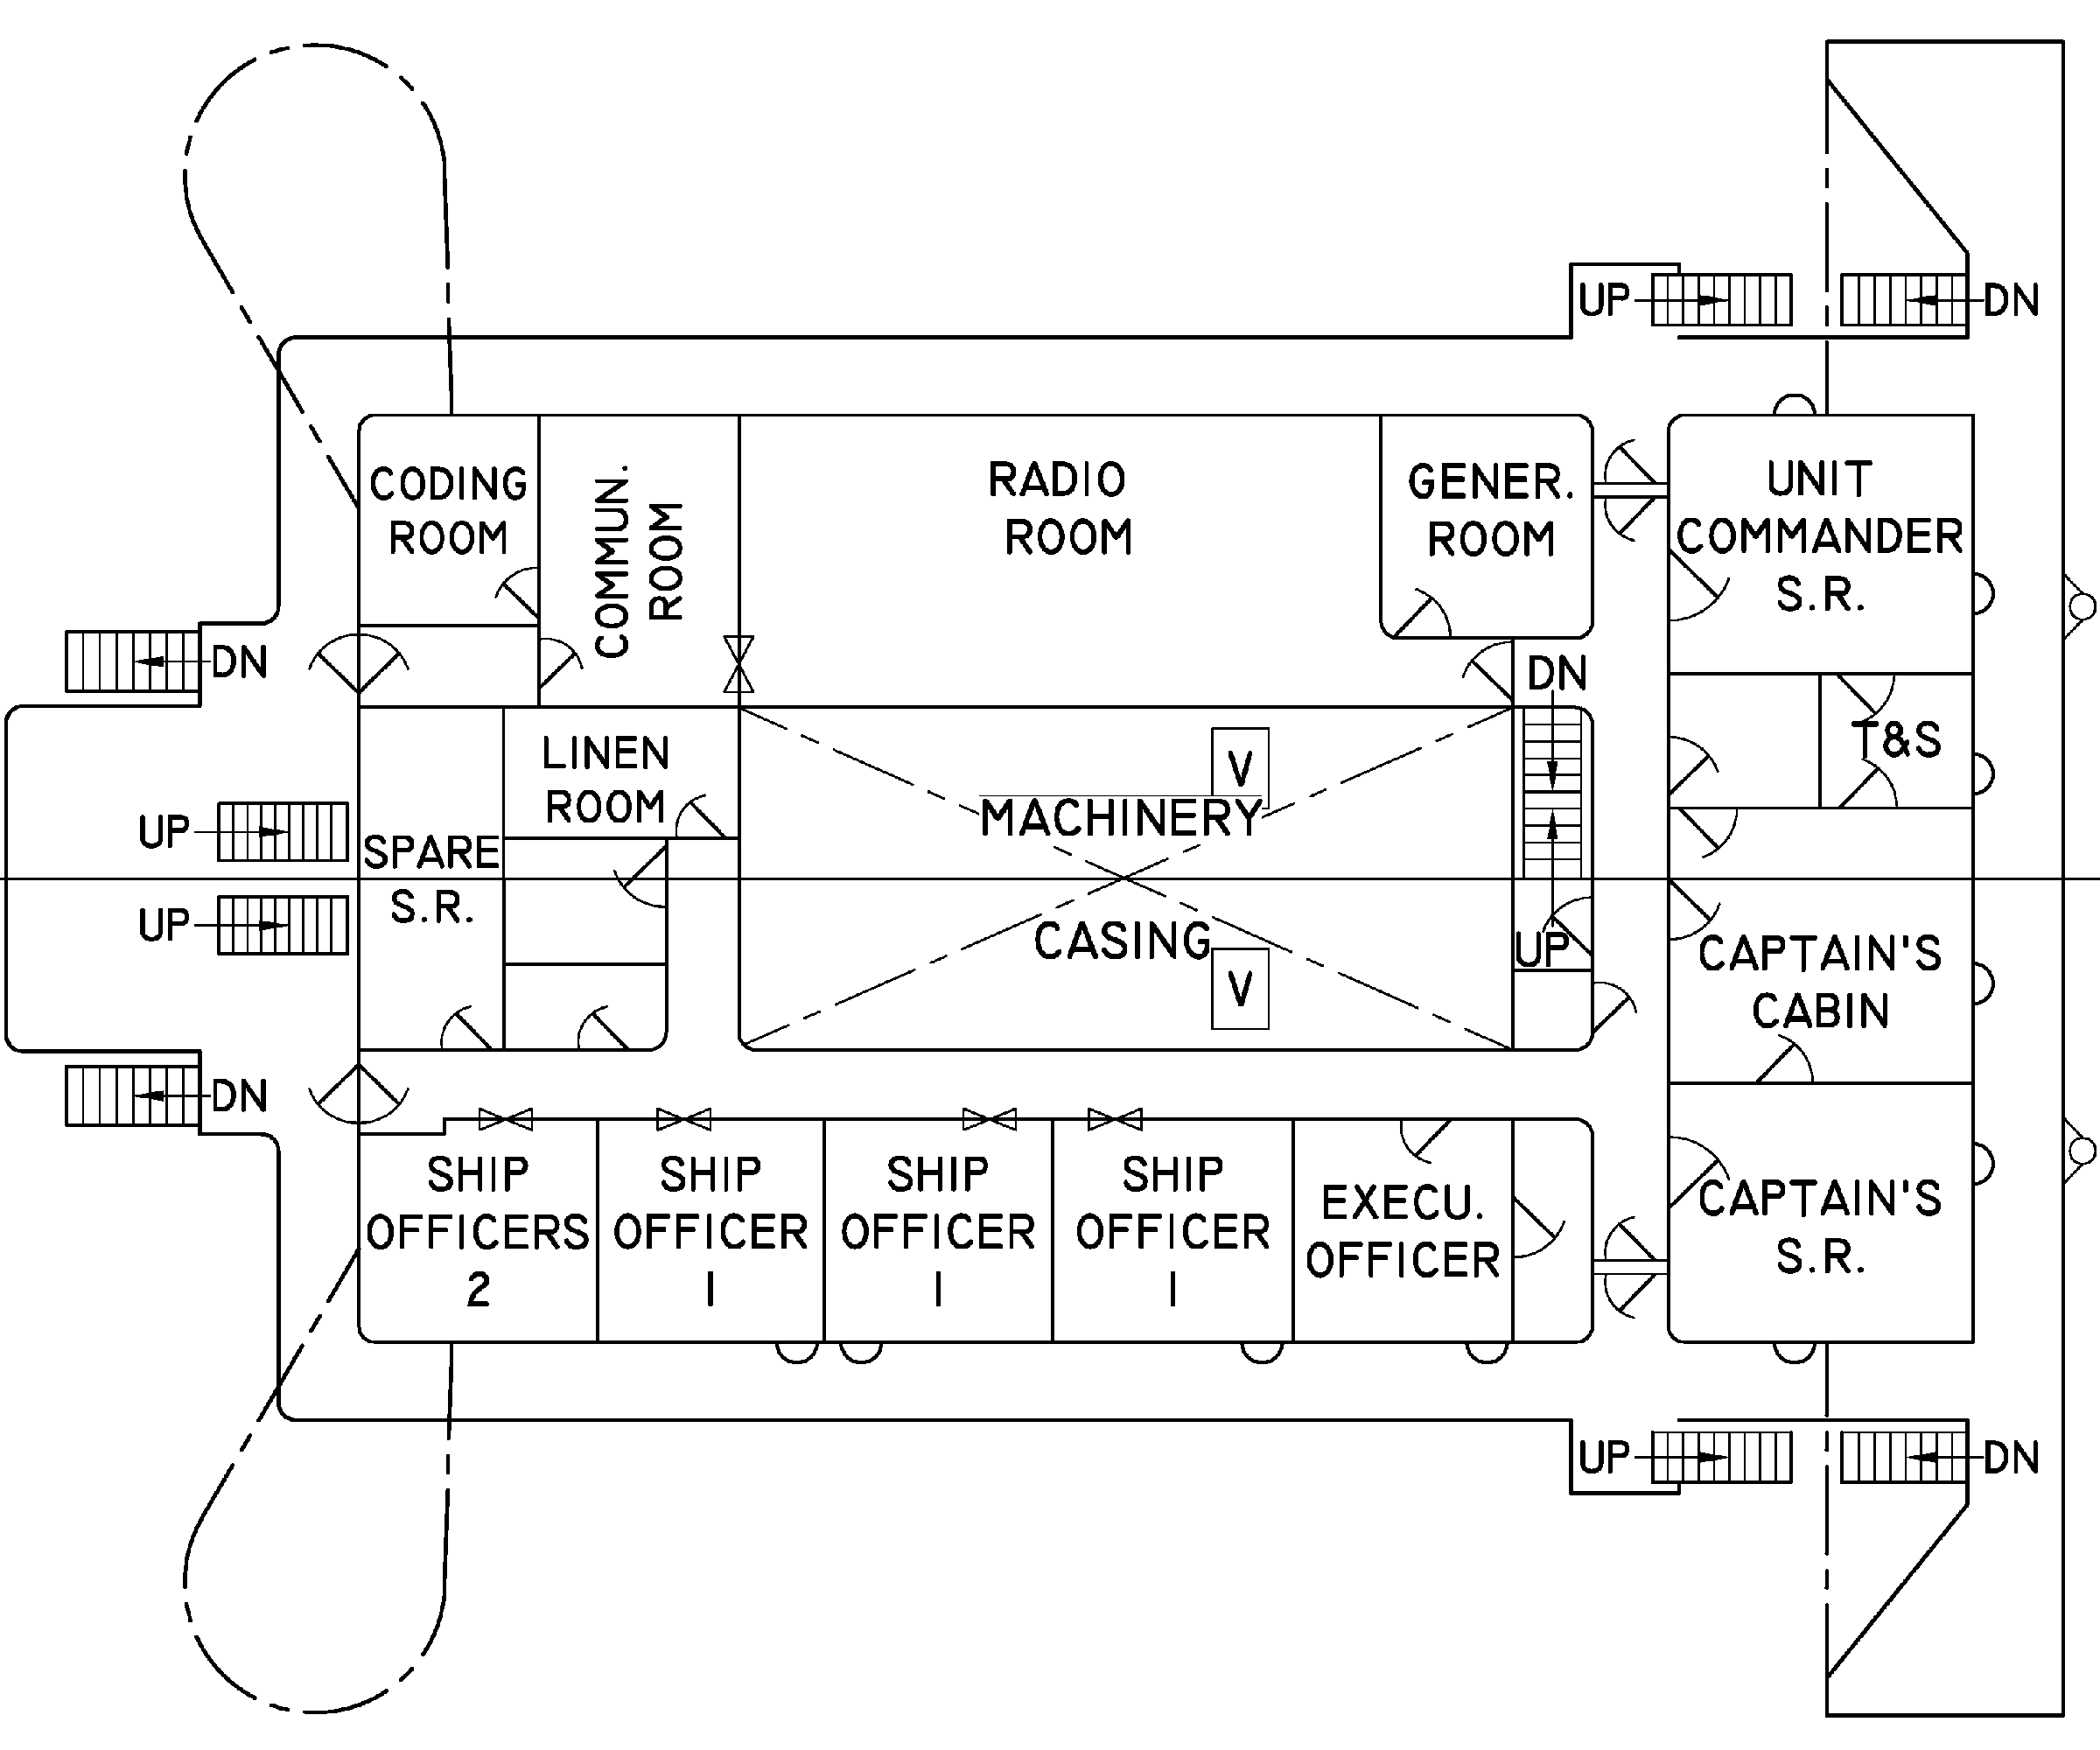 UP
DN
CODING
ROOM
COMMUN.
ROOM
RADIO
ROOM
GENER.
ROOM
UNIT
COMMANDER
S.R.
DN
DN
T&S
LINEN
ROOM
V
MACHINERY
UP
SPARE
S.R.
UP
CASING
V
UP
CAPTAIN'S
CABIN
DN
SHIP
OFFICERS
2
SHIP
OFFICER
1
SHIP
OFFICER
1
SHIP
OFFICER
1
EXECU.
OFFICER
CAPTAIN'S
S.R.
UP
DN